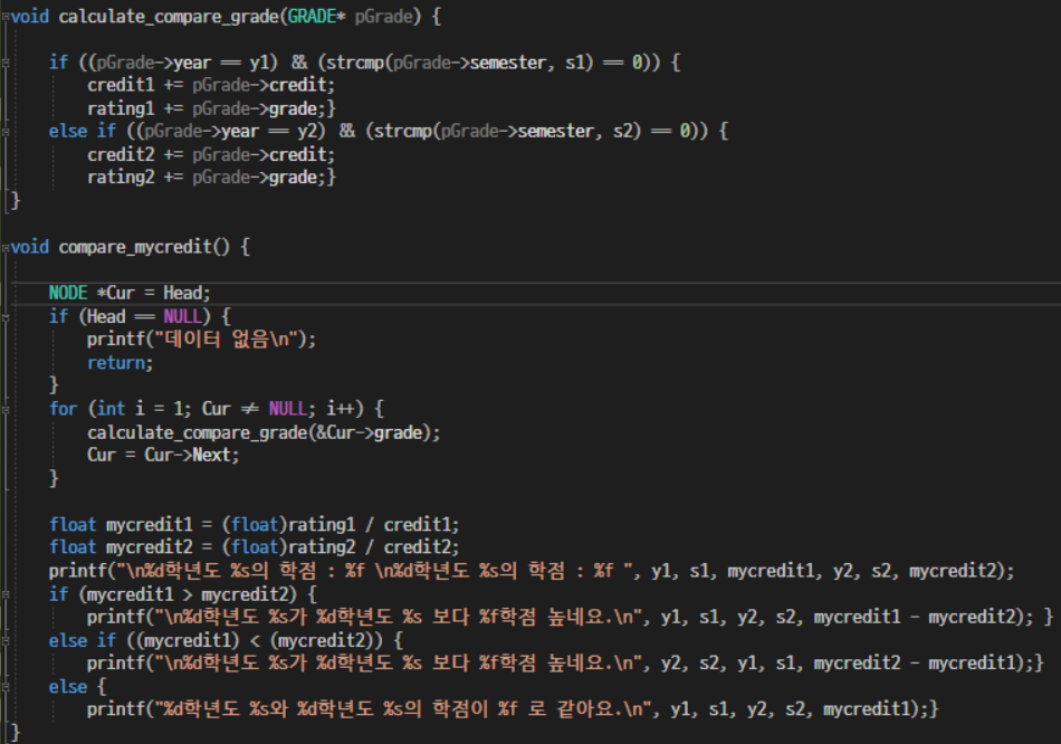 void calculate_compare_grade(GRADE* pGrade) {
if ((pGrade->year == y1) && (strcmp(pGrade->semester, s1) == 0)) {
credit1 += pGrade->credit;
rating1 += pGrade->grade;}
else if ((pGrade->year == y2) && (strcmp(pGrade->semester, s2) == 0)) {
credit2 += pGrade->credit;
rating2 += pGrade->grade;}
}
void compare_mycredit() {
NODE *Cur = Head;
if (Head == NULL) {
printf("데이터 없음\n");
return;
}
for (int i = 1; Cur != NULL; i++) {
calculate_compare_grade(&Cur->grade);
Cur = Cur->Next;
}
float mycredit1 = (float)rating1 / credit1;
float mycredit2 = (float)rating2 / credit2;
printf("\n%d학년도 %s의 학점 : %f \n%d학년도 %s의 학점 : %f ", y1, s1, mycredit1, y2, s2, mycredit2);
if (mycredit1 > mycredit2) {
printf("\n%d학년도 %s가 %d학년도 %s 보다 %f학점 높네요.\n", y1, s1, y2, s2, mycredit1 - mycredit2); }
else if ((mycredit1) < (mycredit2)) {
printf("\n%d학년도 %s가 %d학년도 %s 보다 %f학점 높네요.\n", y2, s2, y1, s1, mycredit2 - mycredit1);}
else {
printf("%d학년도 %s와 %d학년도 %s의 학점이 %f 로 같아요.\n", y1, s1, y2, s2, mycredit1);}
}